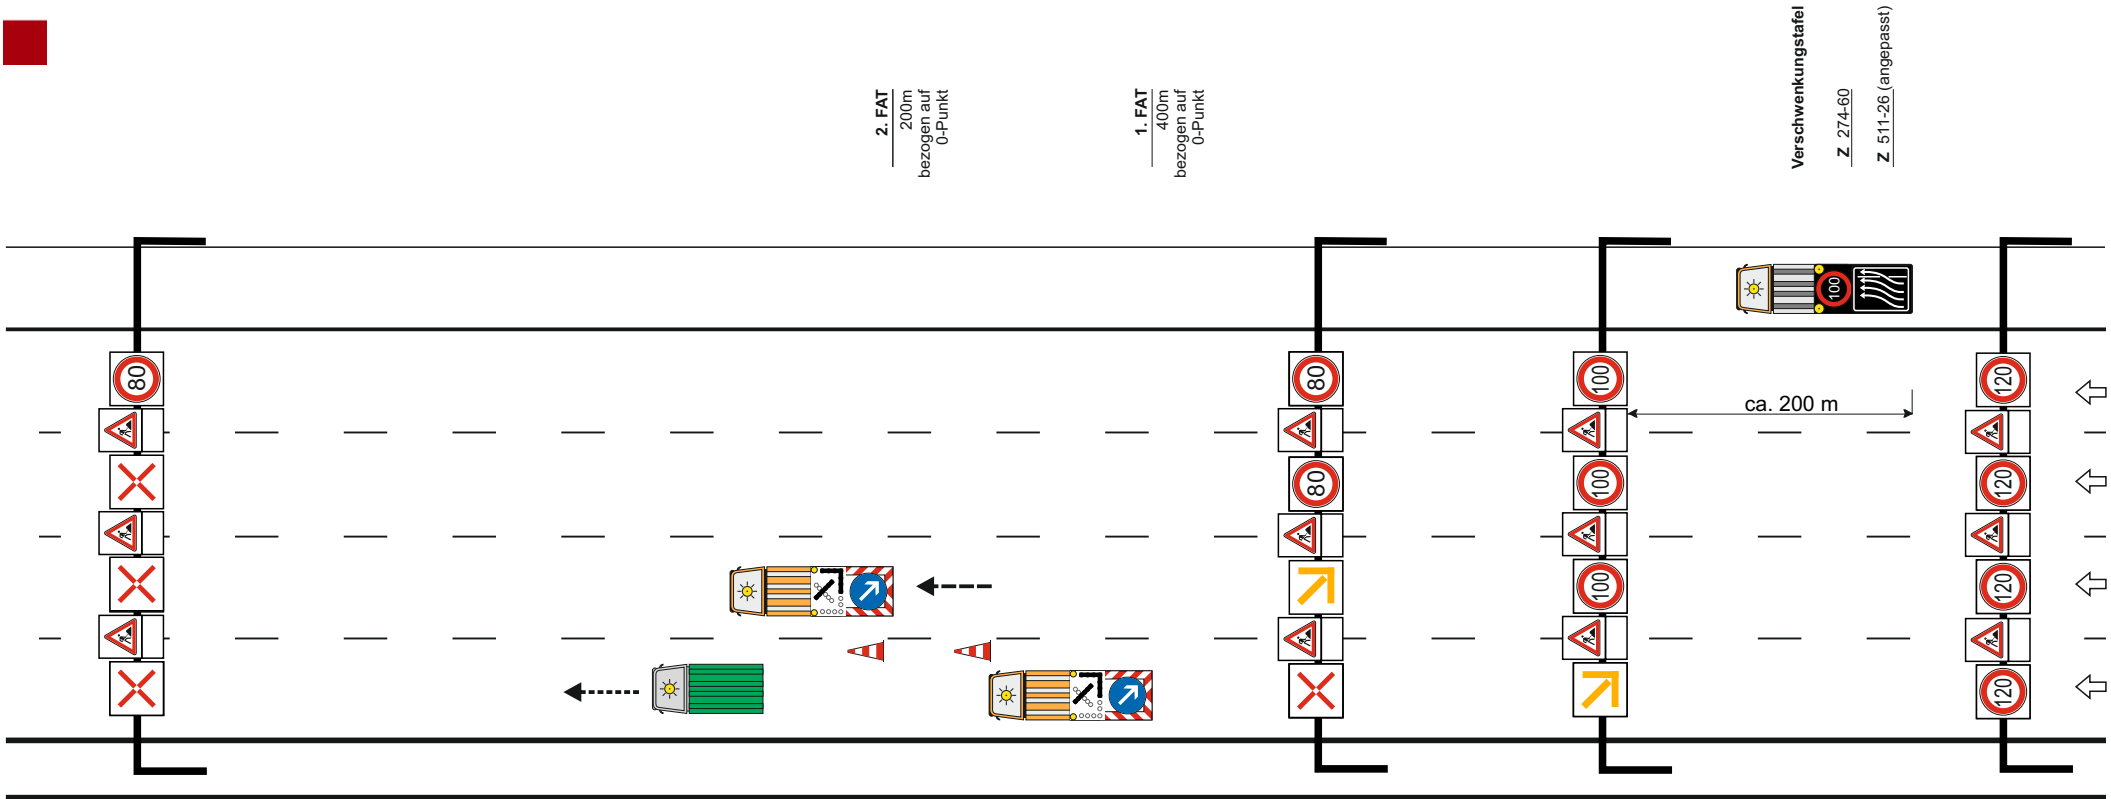 2. FAT
200m
bezogen auf
0-Punkt
1. FAT
400m
bezogen auf
0-Punkt
Verschwenkungstafel
Z 274-60
Z 511-26 (angepasst)
80
80
80
100
100
100
ca. 200 m
100
120
120
120
120